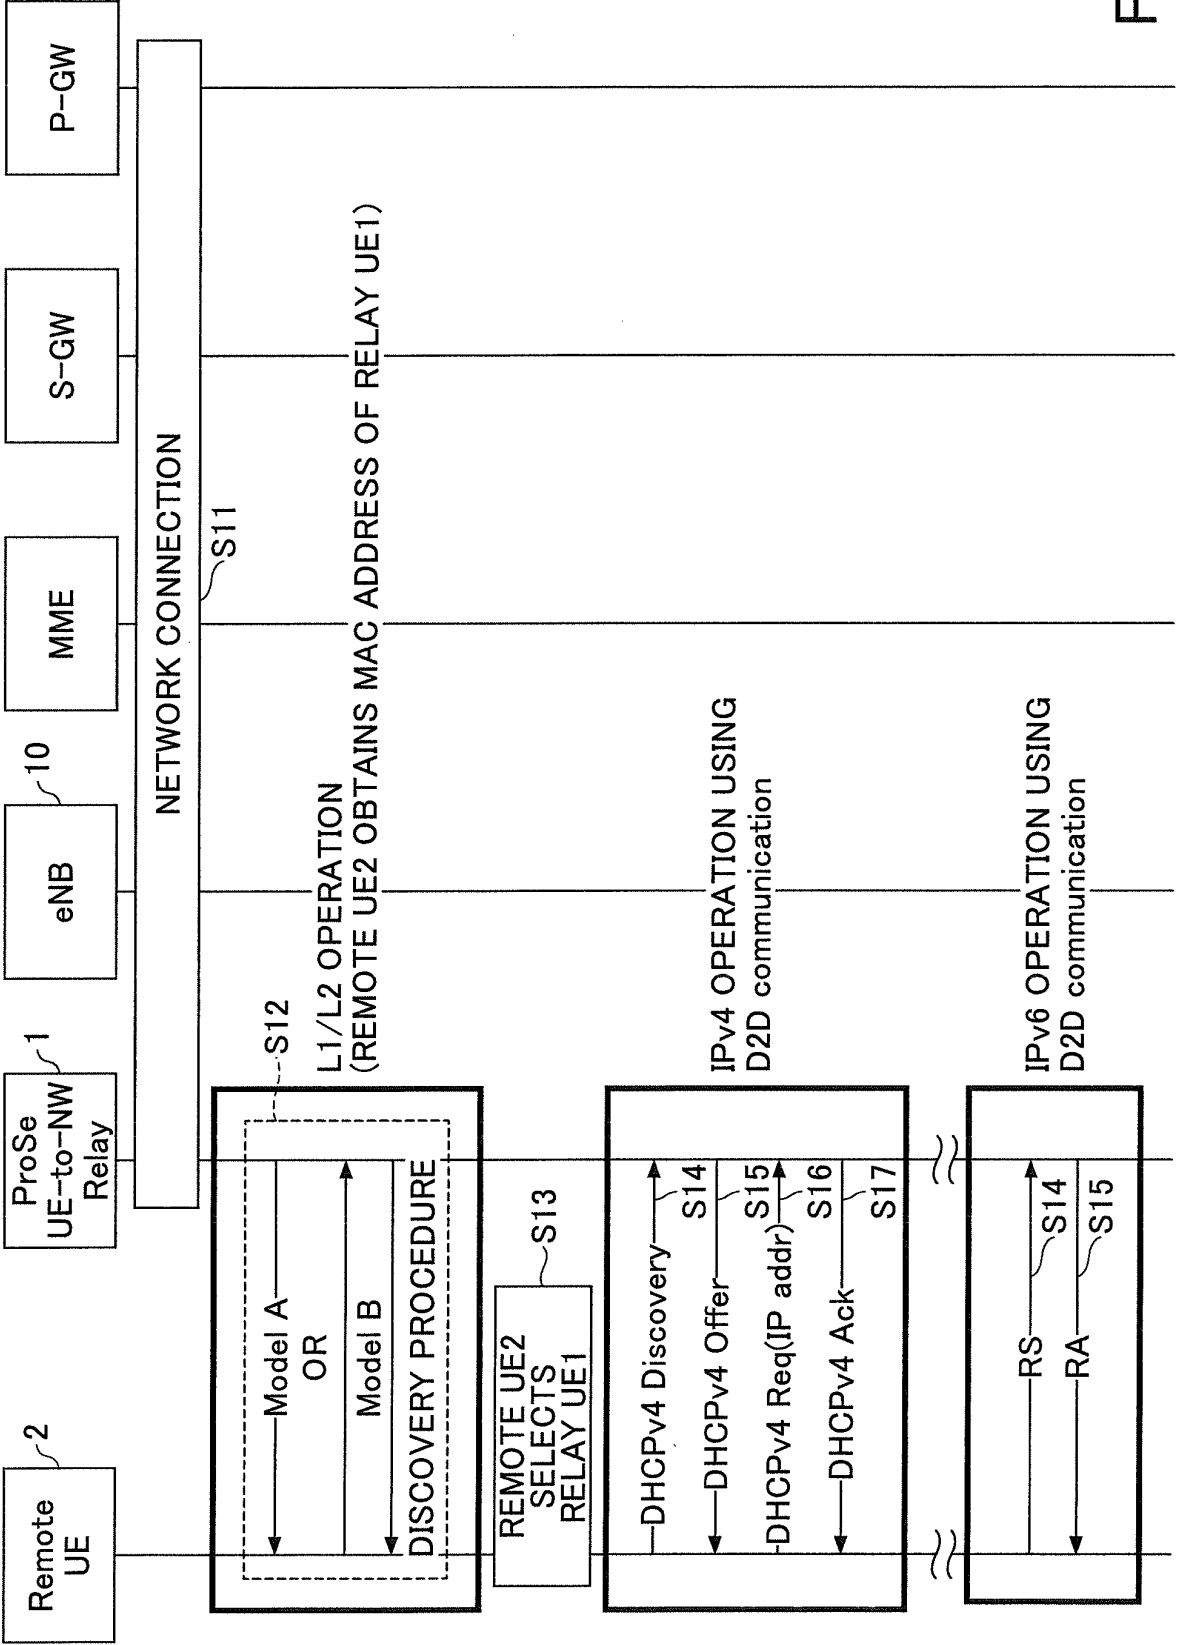 Remote
UE
2
ProSe
UE-to-NW
Relay
1
eNB
10
MME
S-GW
P-GW
NETWORK CONNECTION
S11
S12
Model A
OR
Model B
DISCOVERY PROCEDURE
L1/L2 OPERATION
(REMOTE UE2 OBTAINS MAC ADDRESS OF RELAY UE1)
REMOTE UE2
SELECTS
RELAY UE1
S13
DHCPv4 Discovery
S14
DHCPv4 Offer
S15
DHCPv4 Req(IP addr)
S16
DHCPv4 Ack
S17
IPv4 OPERATION USING
D2D communication
RS
S14
RA
S15
IPv6 OPERATION USING
D2D communication